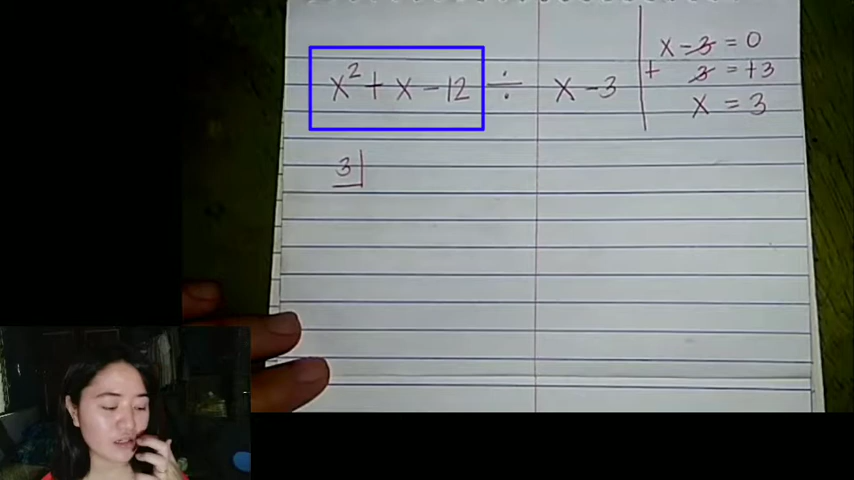 x² + x - 12 ÷ x - 3
x - 3 = 0
+ 3 = +3
x = 3
3